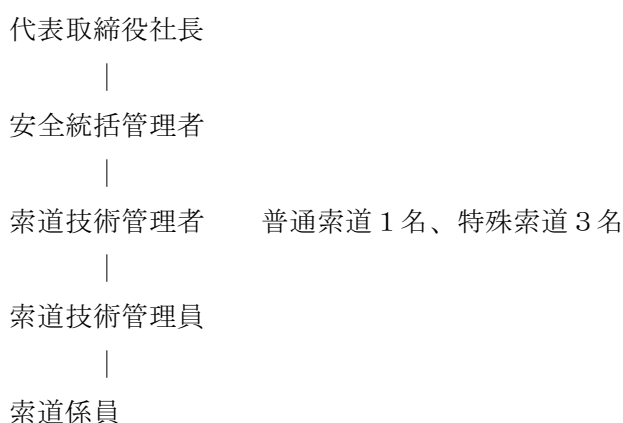 代表取締役社長
|
安全統括管理者
|
索道技術管理者　　普通索道１名、特殊索道３名
|
索道技術管理員
|
索道係員